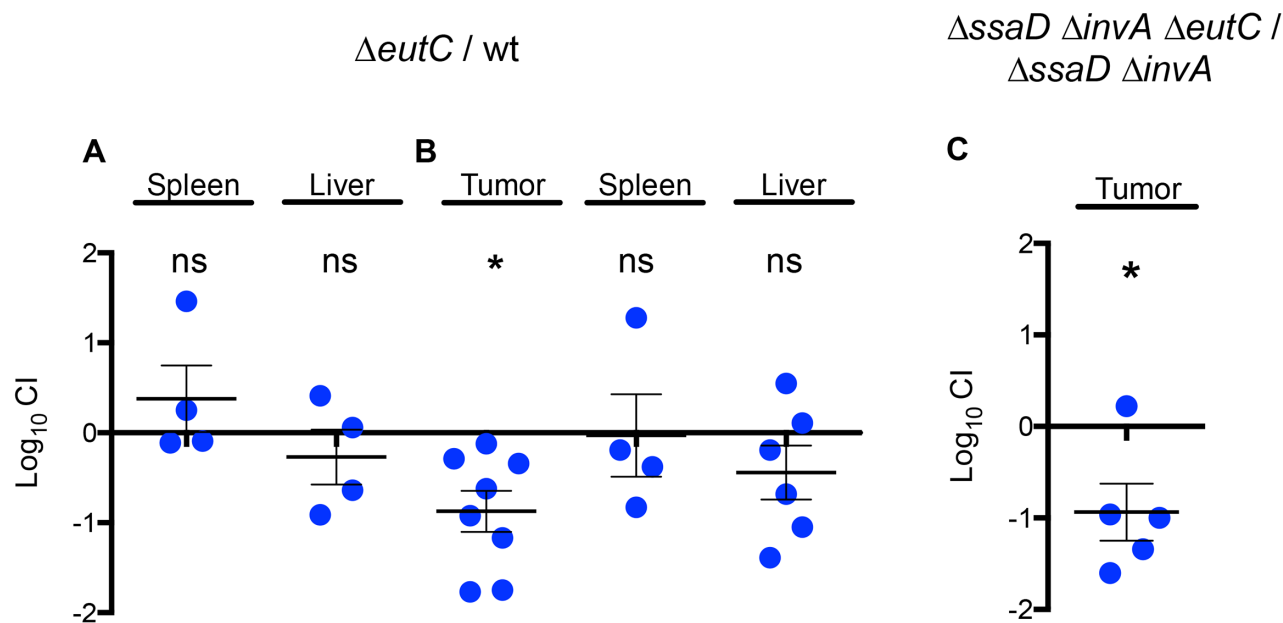 ΔeutC / wt
ΔssaD ΔinvA ΔeutC /
ΔssaD ΔinvA
A
B
C
Spleen
Liver
Tumor
Spleen
Liver
Tumor
ns
ns
*
ns
ns
*
Log10 CI
2
1
0
-1
-2
Log10 CI
2
1
0
-1
-2